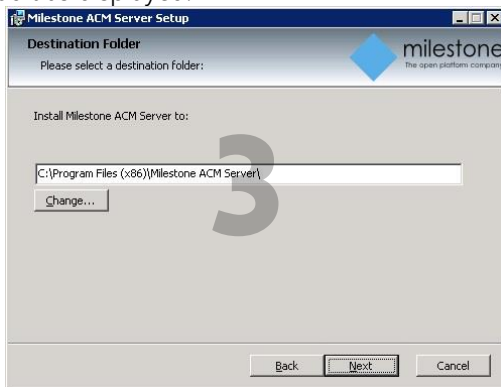 Milestone ACM Server Setup
Destination Folder
Please select a destination folder:
milestone
The open platform company
Install Milestone ACM Server to:
C:\Program Files (x86)\Milestone ACM Server\
Change...
3
Back
Next
Cancel